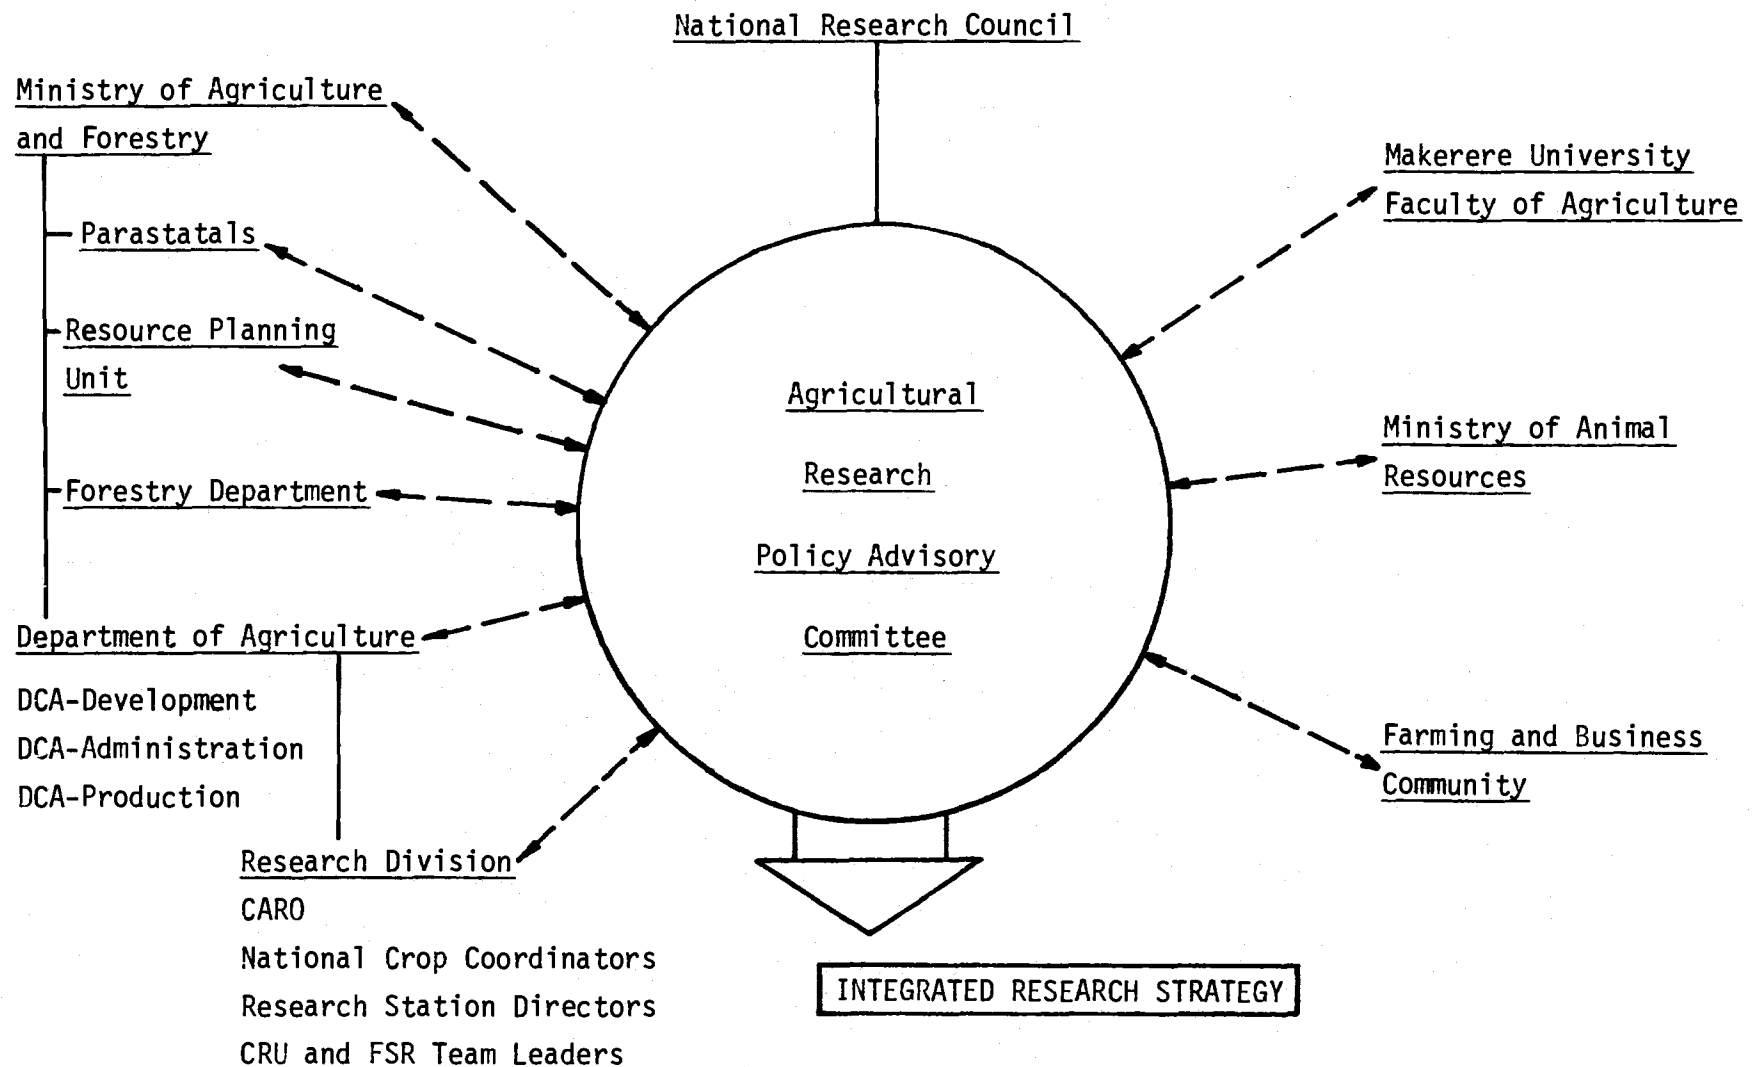 National Research Council
Ministry of Agriculture
and Forestry
Parastatals
Resource Planning
Unit
Forestry Department
Department of Agriculture
DCA-Development
DCA-Administration
DCA-Production
Research Division
CARO
National Crop Coordinators
Research Station Directors
CRU and FSR Team Leaders
Agricultural
Research
Policy Advisory
Committee
Makerere University
Faculty of Agriculture
Ministry of Animal
Resources
Farming and Business
Community
INTEGRATED RESEARCH STRATEGY